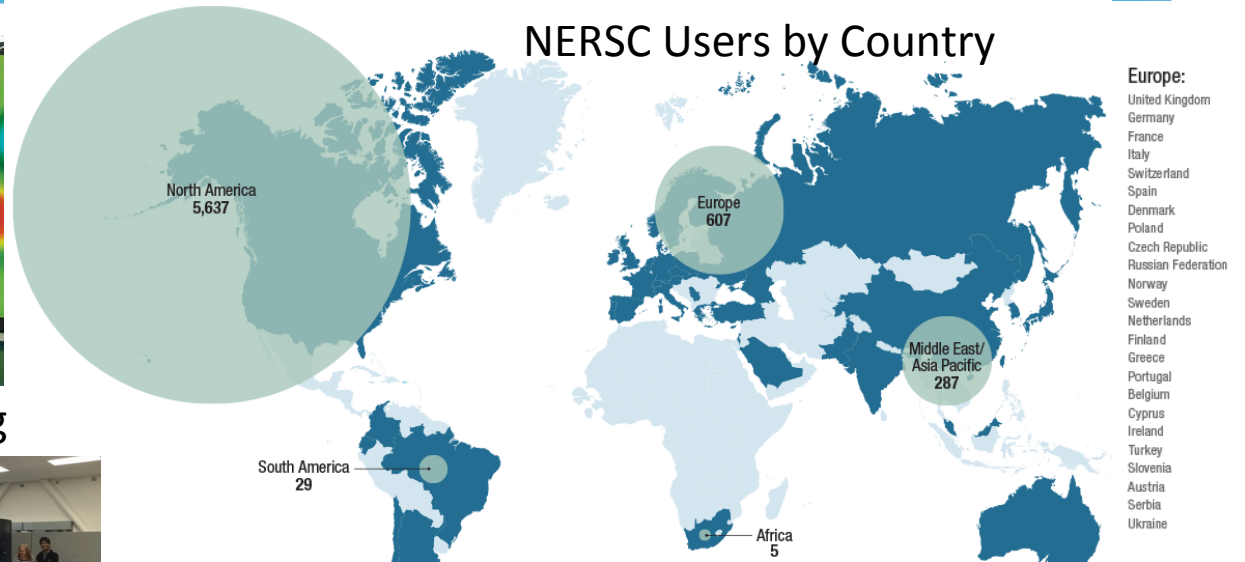 NERSC Users by Country
North America
5,637
Europe
607
Middle East/
Asia Pacific
287
South America
29
Africa
5
Europe:
United Kingdom
Germany
France
Italy
Switzerland
Spain
Denmark
Poland
Czech Republic
Russian Federation
Norway
Sweden
Netherlands
Finland
Greece
Portugal
Belgium
Cyprus
Ireland
Turkey
Slovenia
Austria
Serbia
Ukraine
g